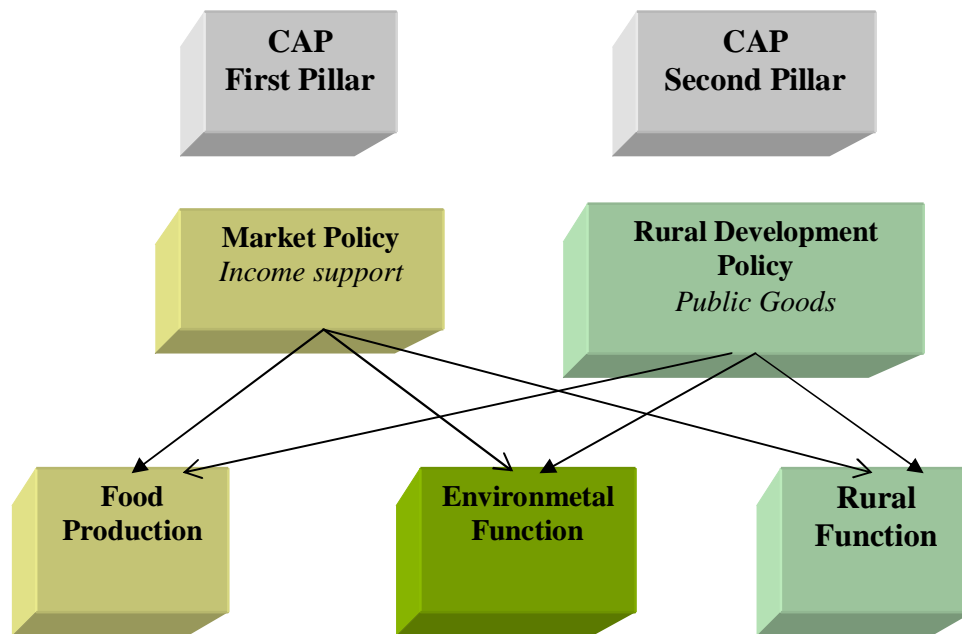 CAP
First Pillar
CAP
Second Pillar
Market Policy
Income support
Rural Development
Policy
Public Goods
Food
Production
Environmetal
Function
Rural
Function